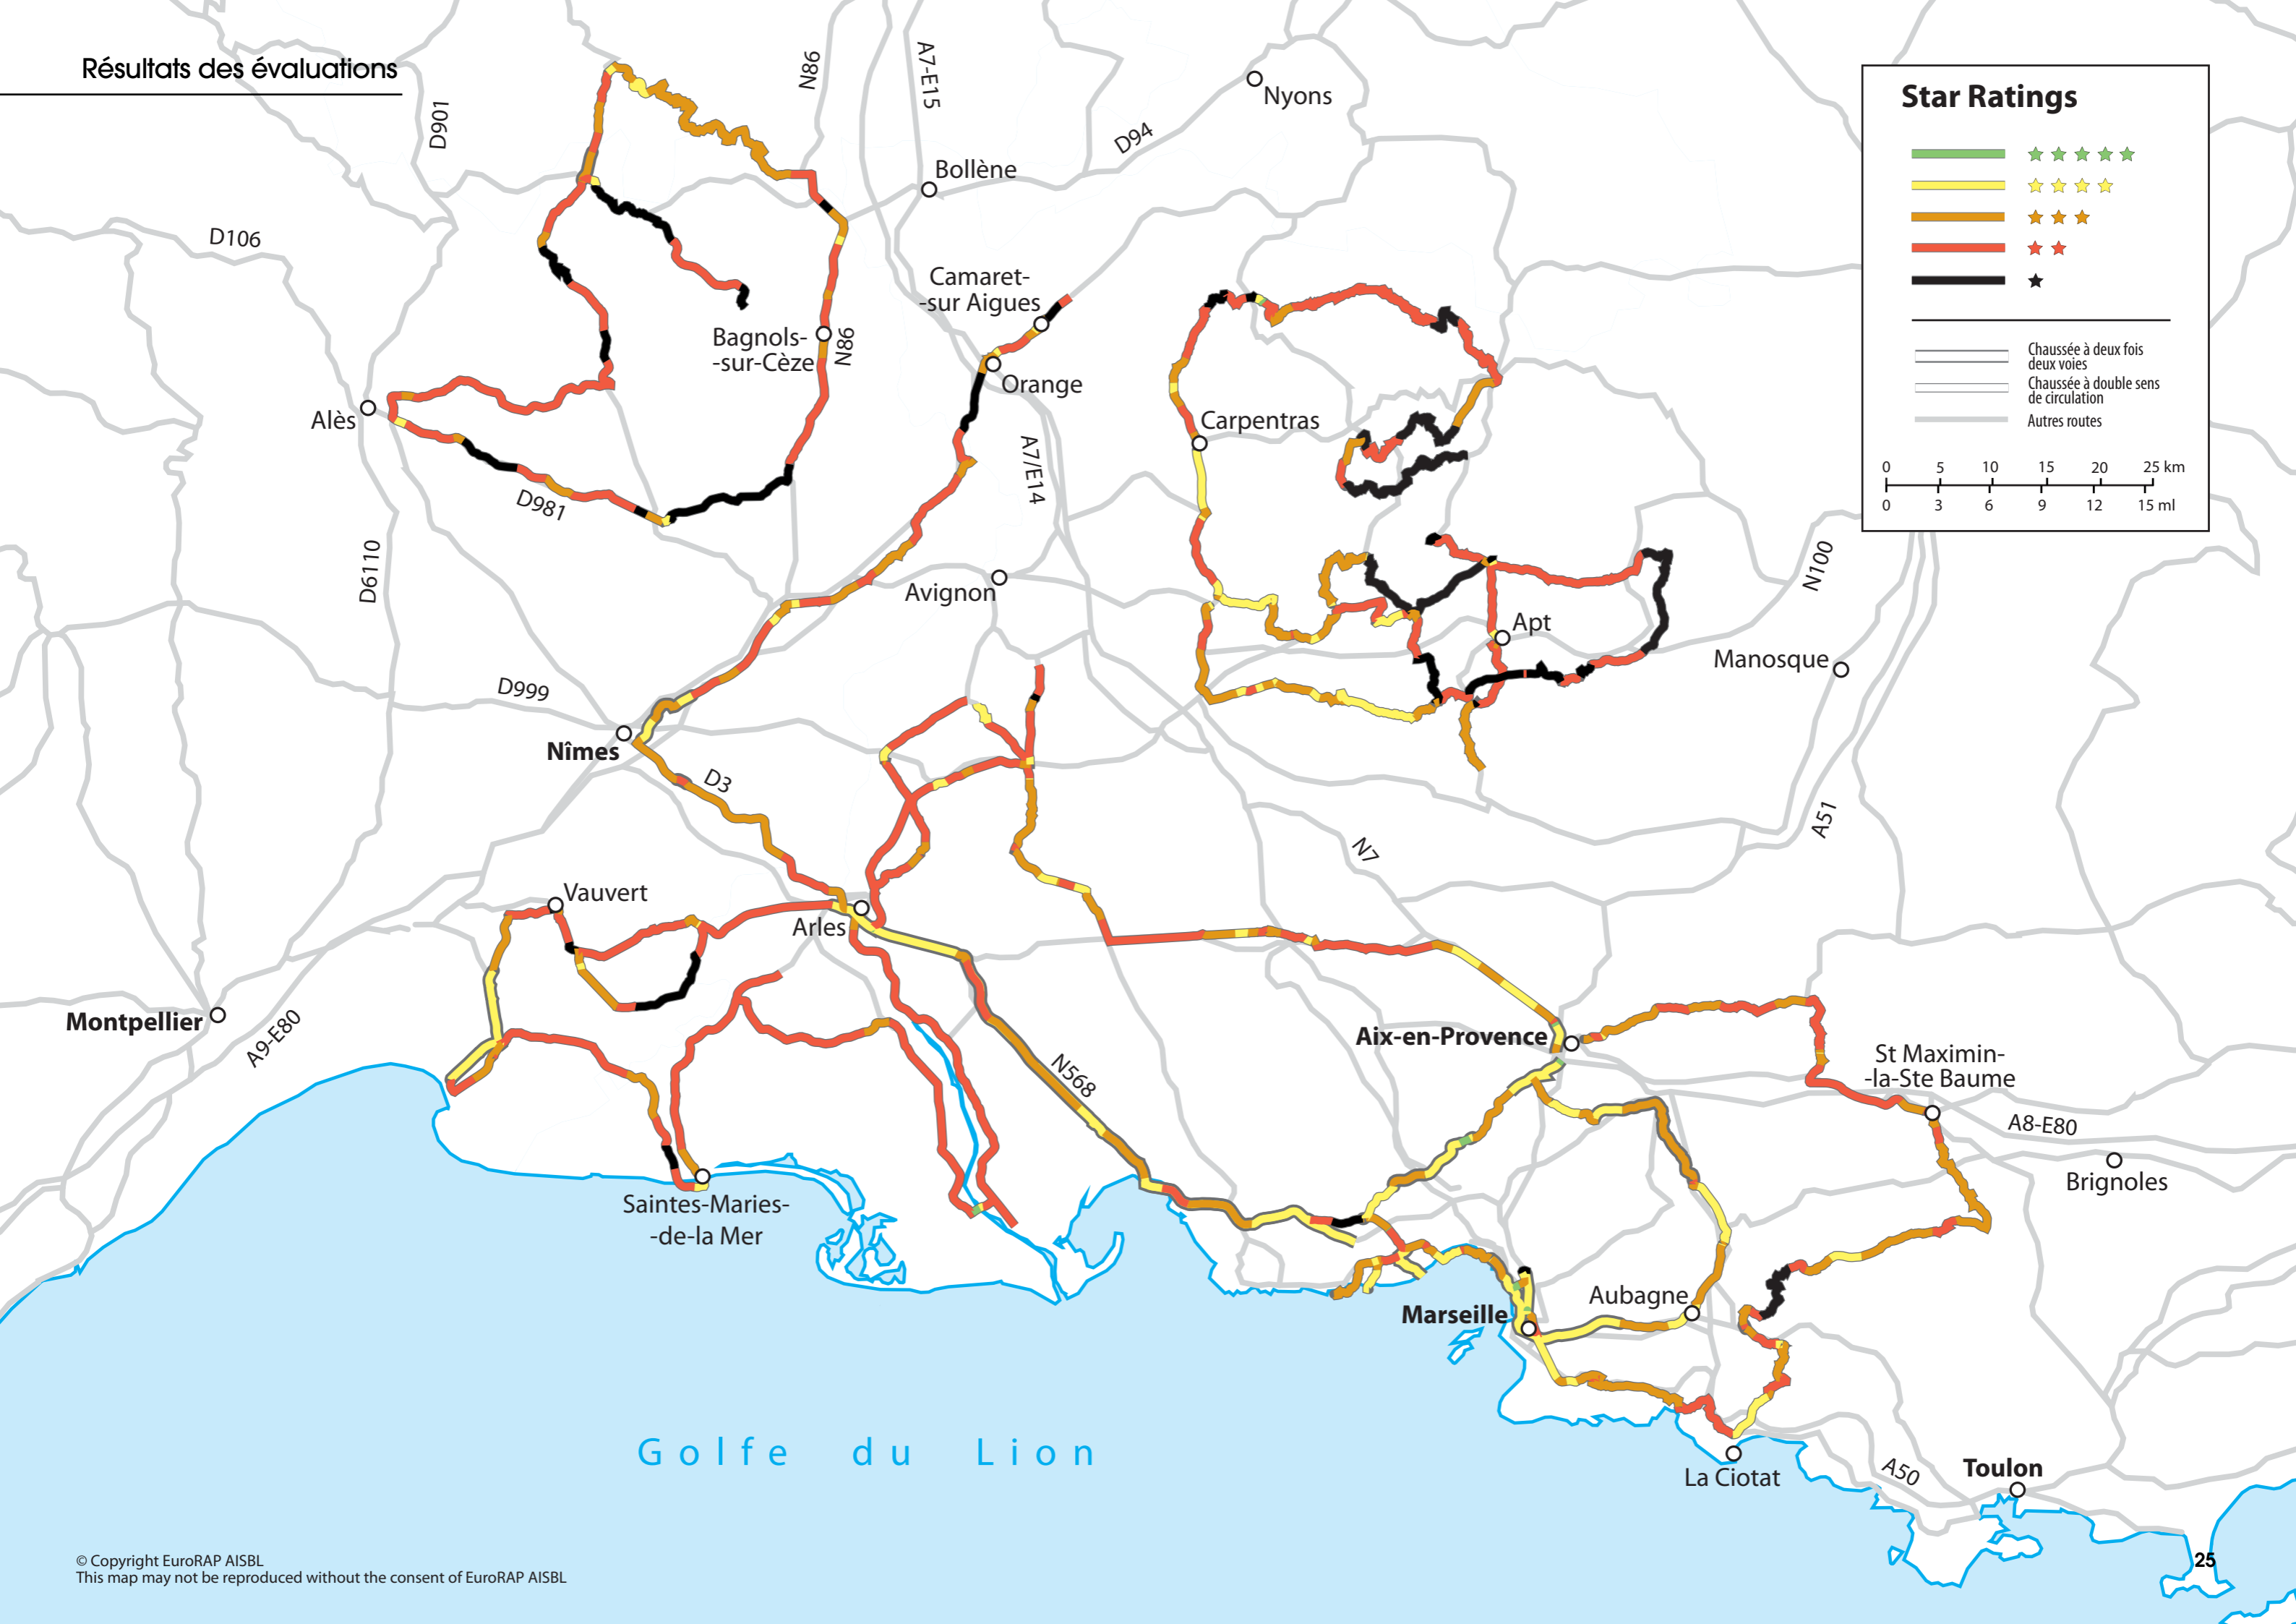 Résultats des évaluations
D901
N86
A7-E15
Nyons
D94
Bollène
D106
Camaret-
-sur Aigues
Bagnols-
-sur-Cèze
N86
Orange
Alès
Carpentras
A7/E14
D981
D6110
Avignon
Apt
N100
Manosque
D999
Nîmes
D3
A51
N7
Vauvert
Arles
Montpellier
A9-E80
Aix-en-Provence
N568
St Maximin-
-la-Ste Baume
A8-E80
Brignoles
Saintes-Maries-
-de-la Mer
Aubagne
Marseille
Golfe du Lion
La Ciotat
A50
Toulon
Star Ratings
Chaussée à deux fois
deux voies
Chaussée à double sens
de circulation
Autres routes
0 5 10 15 20 25 km
0 3 6 9 12 15 ml
© Copyright EuroRAP AISBL
This map may not be reproduced without the consent of EuroRAP AISBL
25